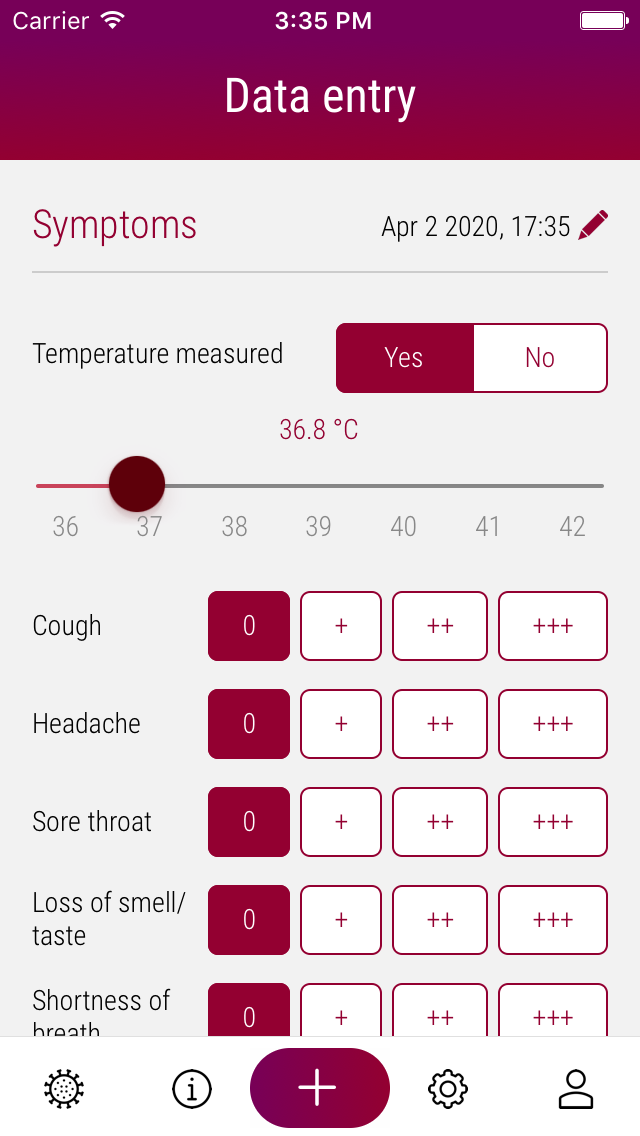 Carrier 3:35 PM
Data entry
Symptoms Apr 2 2020, 17:35
Temperature measured Yes No
36.8 °C
36 37 38 39 40 41 42
Cough 0 + ++ +++
Headache 0 + ++ +++
Sore throat 0 + ++ +++
Loss of smell/
taste 0 + ++ +++
Shortness of
breath 0 + ++ +++